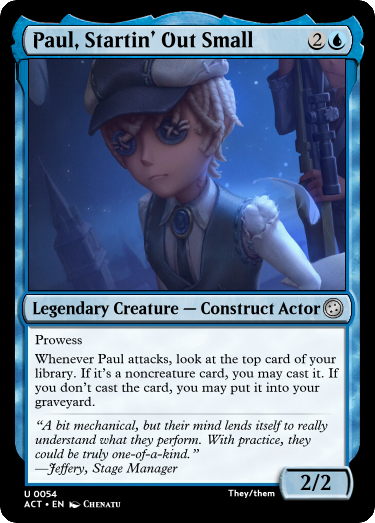 Paul, Startin' Out Small 2
Legendary Creature — Construct Actor
Prowess
Whenever Paul attacks, look at the top card of your
library. If it's a noncreature card, you may cast it. If
you don't cast the card, you may put it into your
graveyard.
“A bit mechanical, but their mind lends itself to really
understand what they perform. With practice, they
could be truly one-of-a-kind.”
—Jeffery, Stage Manager
2/2
U 0054
They/them
ACT • EN Chenatu